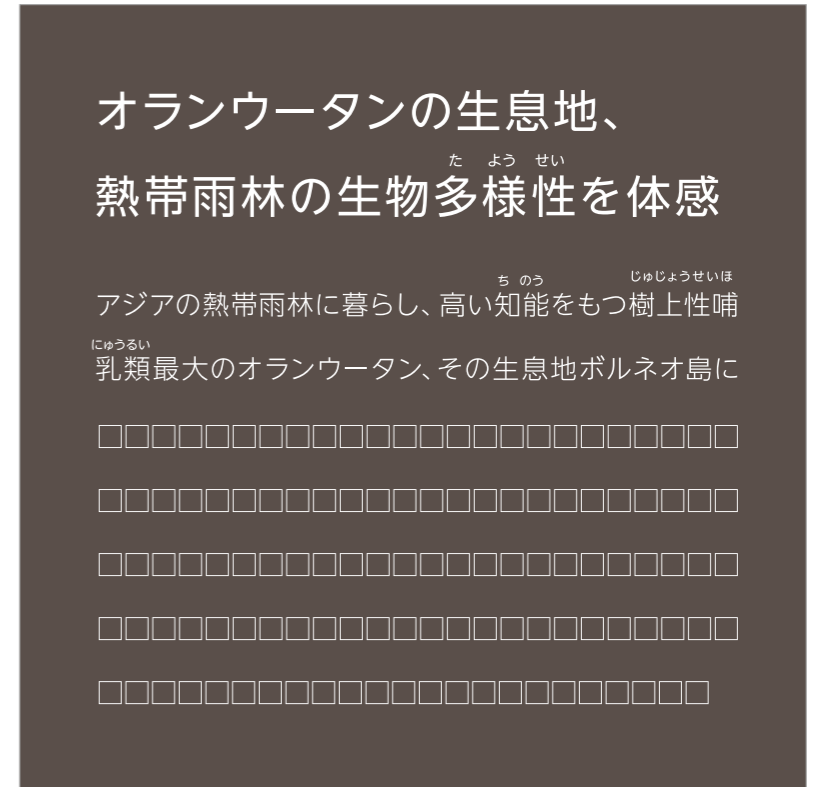 オランウータンの生息地、
た よう せい
熱帯雨林の生物多様性を体感
ち のう じゅじょうせいほ
アジアの熱帯雨林に暮らし、高い知能をもつ樹上性哺
にゅうるい
乳類最大のオランウータン、その生息地ボルネオ島に
□□□□□□□□□□□□□□□□□□□□□□□□
□□□□□□□□□□□□□□□□□□□□□□□□
□□□□□□□□□□□□□□□□□□□□□□□□
□□□□□□□□□□□□□□□□□□□□□□□□
□□□□□□□□□□□□□□□□□□□□□□□